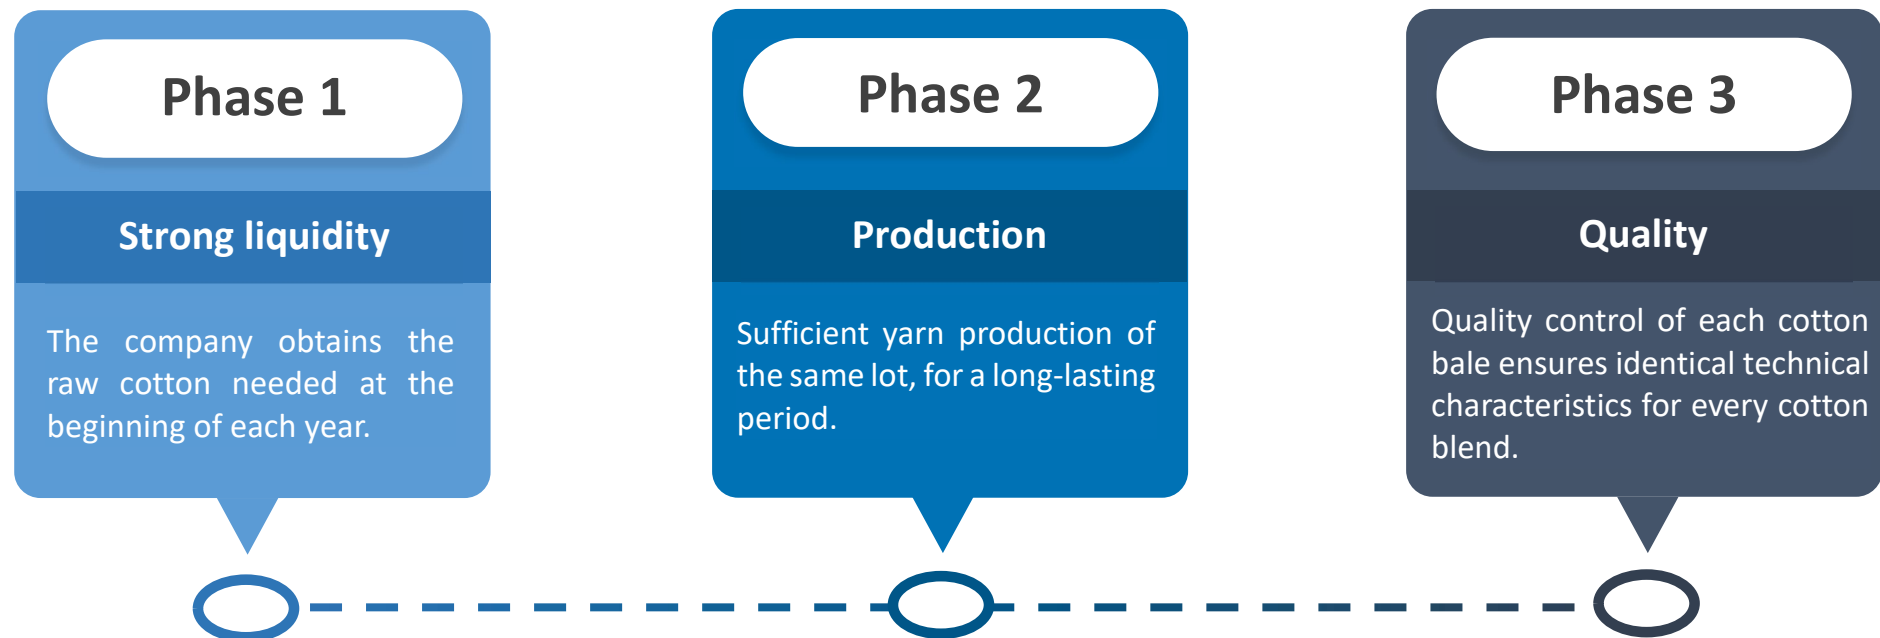 Phase 1
Strong liquidity
The company obtains the
raw cotton needed at the
beginning of each year.
Phase 2
Production
Sufficient yarn production of
the same lot, for a long-lasting
period.
Phase 3
Quality
Quality control of each cotton
bale ensures identical technical
characteristics for every cotton
blend.